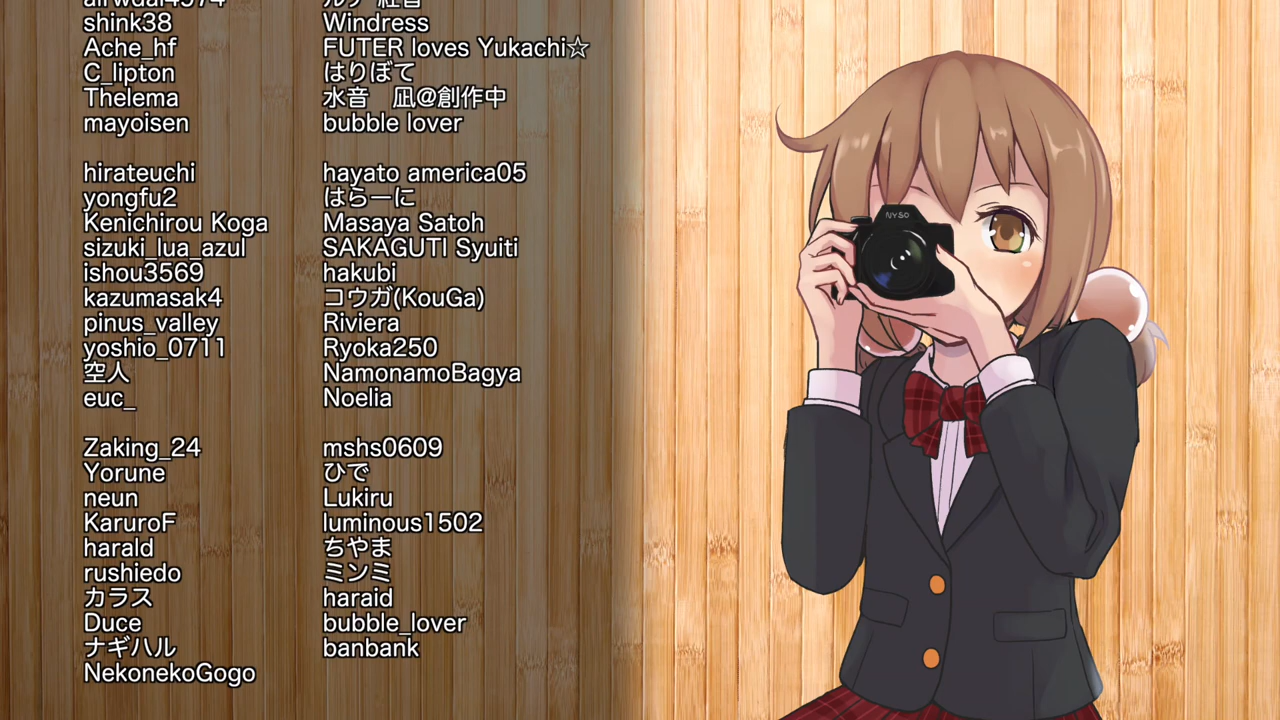 shink38
Ache_hf
C_lipton
Thelema
mayoisen
hirateuchi
yongfu2
Kenichirou Koga
sizuki_lua_azul
ishou3569
kazumasak4
pinus_valley
yoshio_0711
空人
euc_
Zaking_24
Yorune
neun
KaruroF
harald
rushiedo
カラス
Duce
ナギハル
NekonekoGogo
Windress
FUTER loves Yukachi☆
はりぼて
水音　凪@創作中
bubble lover
hayato america05
はらーに
Masaya Satoh
SAKAGUTI Syuiti
hakubi
コウガ(KouGa)
Riviera
Ryoka250
NamonamoBagya
Noelia
mshs0609
ひで
Lukiru
luminous1502
ちやま
ミンミ
haraid
bubble_lover
banbank
NYSO